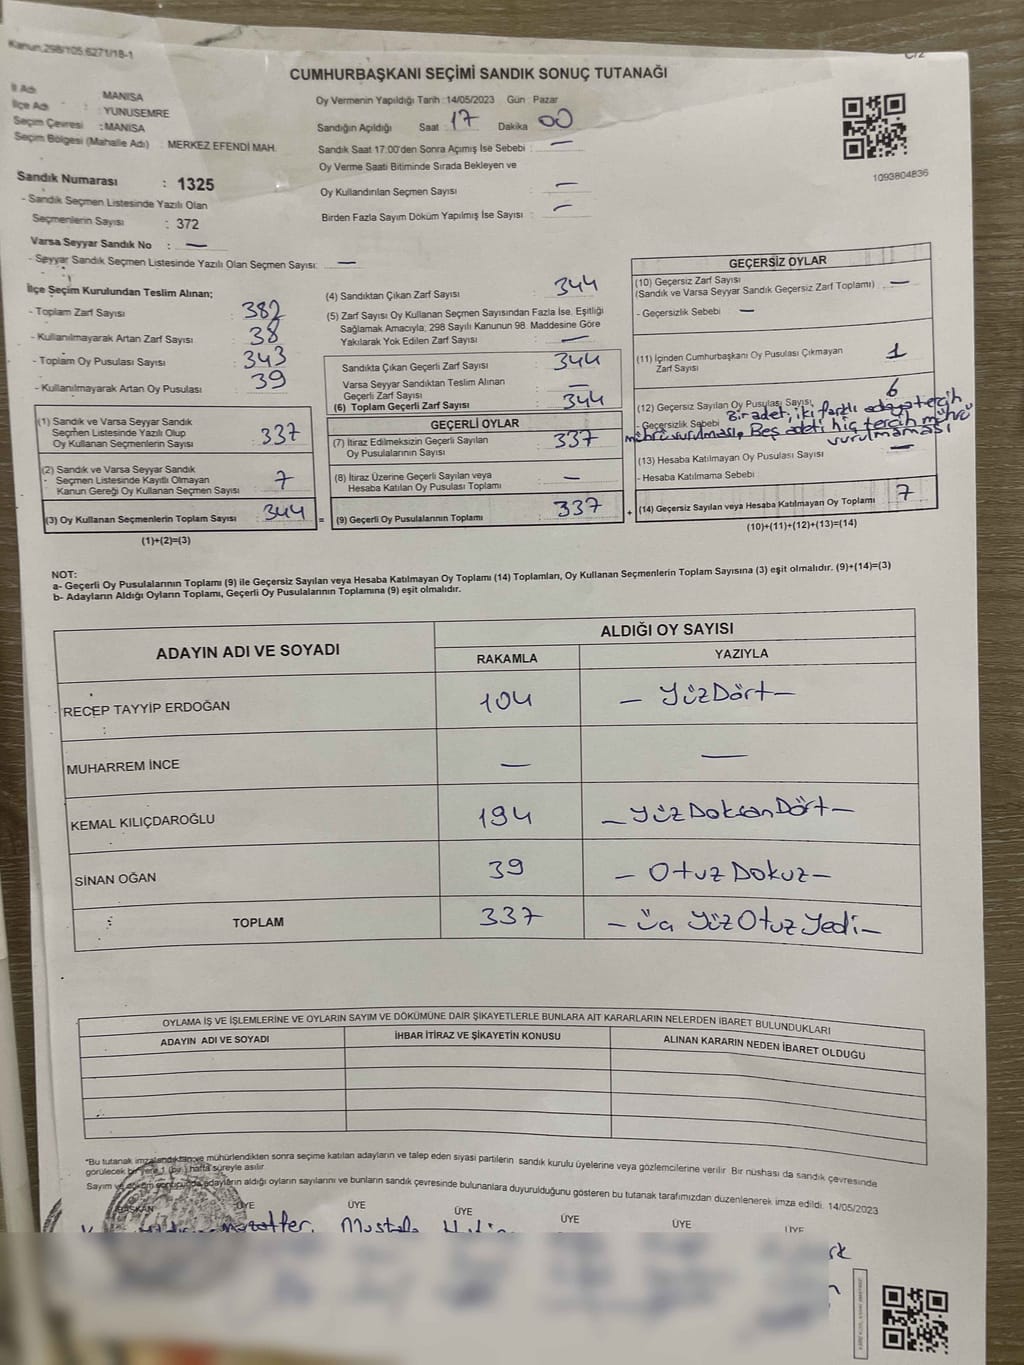 Kanun,298/105,6271/18-1
C/2
CUMHURBAŞKANI SEÇİMİ SANDIK SONUÇ TUTANAĞI
İl Adı : MANİSA
İlçe Adı : YUNUSEMRE
Seçim Çevresi : MANİSA
Seçim Bölgesi (Mahalle Adı) : MERKEZ EFENDİ MAH.
Oy Vermenin Yapıldığı Tarih : 14/05/2023 Gün : Pazar
Sandığın Açıldığı Saat 17 Dakika 00
Sandık Saat 17:00'den Sonra Açımış İse Sebebi : —
Oy Verme Saati Bitiminde Sırada Bekleyen ve
Oy Kullandırılan Seçmen Sayısı : —
Birden Fazla Sayım Döküm Yapılmış İse Sayısı : —
1093804836
Sandık Numarası : 1325
- Sandık Seçmen Listesinde Yazılı Olan
Seçmenlerin Sayısı : 372
Varsa Seyyar Sandık No : —
- Seyyar Sandık Seçmen Listesinde Yazılı Olan Seçmen Sayısı: —
İlçe Seçim Kurulundan Teslim Alınan;
- Toplam Zarf Sayısı : 382
- Kullanılmayarak Artan Zarf Sayısı : 38
- Toplam Oy Pusulası Sayısı : 343
- Kullanılmayarak Artan Oy Pusulası : 39
(1) Sandık ve Varsa Seyyar Sandık
Seçmen Listesinde Yazılı Olup
Oy Kullanan Seçmenlerin Sayısı : 337
(2) Sandık ve Varsa Seyyar Sandık
Seçmen Listesinde Kayıtlı Olmayan
Kanun Gereği Oy Kullanan Seçmen Sayısı : 7
(3) Oy Kullanan Seçmenlerin Toplam Sayısı : 344
(1)+(2)=(3)
(4) Sandıktan Çıkan Zarf Sayısı : 344
(5) Zarf Sayısı Oy Kullanan Seçmen Sayısından Fazla İse, Eşitliği
Sağlamak Amacıyla, 298 Sayılı Kanunun 98. Maddesine Göre
Yakılarak Yok Edilen Zarf Sayısı : —
Sandıkta Çıkan Geçerli Zarf Sayısı : 344
Varsa Seyyar Sandıktan Teslim Alınan
Geçerli Zarf Sayısı : —
(6) Toplam Geçerli Zarf Sayısı : 344
GEÇERLİ OYLAR
(7) İtiraz Edilmeksizin Geçerli Sayılan
Oy Pusulalarının Sayısı : 337
(8) İtiraz Üzerine Geçerli Sayılan veya
Hesaba Katılan Oy Pusulası Toplamı : —
= (9) Geçerli Oy Pusulalarının Toplamı : 337
GEÇERSİZ OYLAR
(10) Geçersiz Zarf Sayısı
(Sandık ve Varsa Seyyar Sandık Geçersiz Zarf Toplamı) : —
- Geçersizlik Sebebi : —
(11) İçinden Cumhurbaşkanı Oy Pusulası Çıkmayan
Zarf Sayısı : 1
(12) Geçersiz Sayılan Oy Pusulası Sayısı 6
- Geçersizlik Sebebi Bir adet, iki farklı adaya tercih
mührü vurulması, Beş adeti hiç tercih mührü
vurulmaması
(13) Hesaba Katılmayan Oy Pusulası Sayısı —
- Hesaba Katılmama Sebebi
+ (14) Geçersiz Sayılan veya Hesaba Katılmayan Oy Toplamı : 7
(10)+(11)+(12)+(13)=(14)
NOT:
a- Geçerli Oy Pusulalarının Toplamı (9) ile Geçersiz Sayılan veya Hesaba Katılmayan Oy Toplamı (14) Toplamları, Oy Kullanan Seçmenlerin Toplam Sayısına (3) eşit olmalıdır. (9)+(14)=(3)
b- Adayların Aldığı Oyların Toplamı, Geçerli Oy Pusulalarının Toplamına (9) eşit olmalıdır.
ADAYIN ADI VE SOYADI
ALDIĞI OY SAYISI
RAKAMLA YAZIYLA
RECEP TAYYİP ERDOĞAN 104 — YüzDört —
MUHARREM İNCE — —
KEMAL KILIÇDAROĞLU 194 — YüzDoksanDört —
SİNAN OĞAN 39 — OtuzDokuz —
TOPLAM 337 — Üç YüzOtuzYedi —
OYLAMA İŞ VE İŞLEMLERİNE VE OYLARIN SAYIM VE DÖKÜMÜNE DAİR ŞİKAYETLERLE BUNLARA AİT KARARLARIN NELERDEN İBARET BULUNDUKLARI
ADAYIN ADI VE SOYADI İHBAR İTİRAZ VE ŞİKAYETİN KONUSU ALINAN KARARIN NEDEN İBARET OLDUĞU
*Bu tutanak imzalandıktan ve mühürlendikten sonra seçime katılan adayların ve talep eden siyasi partilerin sandık kurulu üyelerine veya gözlemcilerine verilir. Bir nüshası da sandık çevresinde
görülecek bir yere 1 (bir) hafta süreyle asılır.
Sayım ve döküm sonucunda adayların aldığı oyların sayılarını ve bunların sandık çevresinde bulunanlara duyurulduğunu gösteren bu tutanak tarafımızdan düzenlenerek imza edildi. 14/05/2023
BAŞKAN ÜYE ÜYE ÜYE ÜYE ÜYE ÜYE
Mustafa